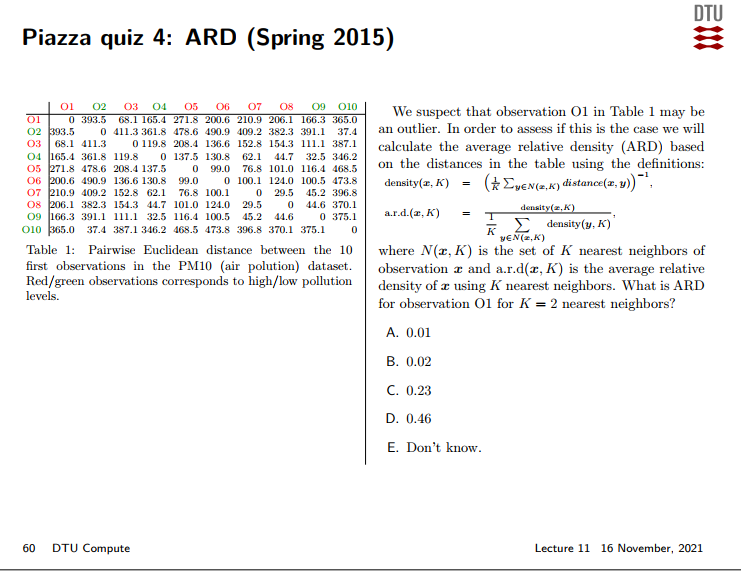 DTU
Piazza quiz 4: ARD (Spring 2015)
O1 O2 O3 O4 O5 O6 O7 O8 O9 O10
O1 0 393.5 68.1 165.4 271.8 200.6 210.9 206.1 166.3 365.0
O2 393.5 0 411.3 361.8 478.6 490.9 409.2 382.3 391.1 37.4
O3 68.1 411.3 0 119.8 208.4 136.6 152.8 154.3 111.1 387.1
O4 165.4 361.8 119.8 0 137.5 130.8 62.1 44.7 32.5 346.2
O5 271.8 478.6 208.4 137.5 0 99.0 76.8 101.0 116.4 468.5
O6 200.6 490.9 136.6 130.8 99.0 0 100.1 124.0 100.5 473.8
O7 210.9 409.2 152.8 62.1 76.8 100.1 0 29.5 45.2 396.8
O8 206.1 382.3 154.3 44.7 101.0 124.0 29.5 0 44.6 370.1
O9 166.3 391.1 111.1 32.5 116.4 100.5 45.2 44.6 0 375.1
O10 365.0 37.4 387.1 346.2 468.5 473.8 396.8 370.1 375.1 0
Table 1: Pairwise Euclidean distance between the 10
first observations in the PM10 (air polution) dataset.
Red/green observations corresponds to high/low pollution
levels.
We suspect that observation O1 in Table 1 may be
an outlier. In order to assess if this is the case we will
calculate the average relative density (ARD) based
on the distances in the table using the definitions:
density(x, K) = (1/K ∑y∈N(x,K) distance(x, y))⁻¹,
a.r.d.(x, K) = density(x,K) / 1/K ∑y∈N(x,K) density(y, K),
where N(x, K) is the set of K nearest neighbors of
observation x and a.r.d(x, K) is the average relative
density of x using K nearest neighbors. What is ARD
for observation O1 for K = 2 nearest neighbors?
A. 0.01
B. 0.02
C. 0.23
D. 0.46
E. Don't know.
60 DTU Compute
Lecture 11 16 November, 2021